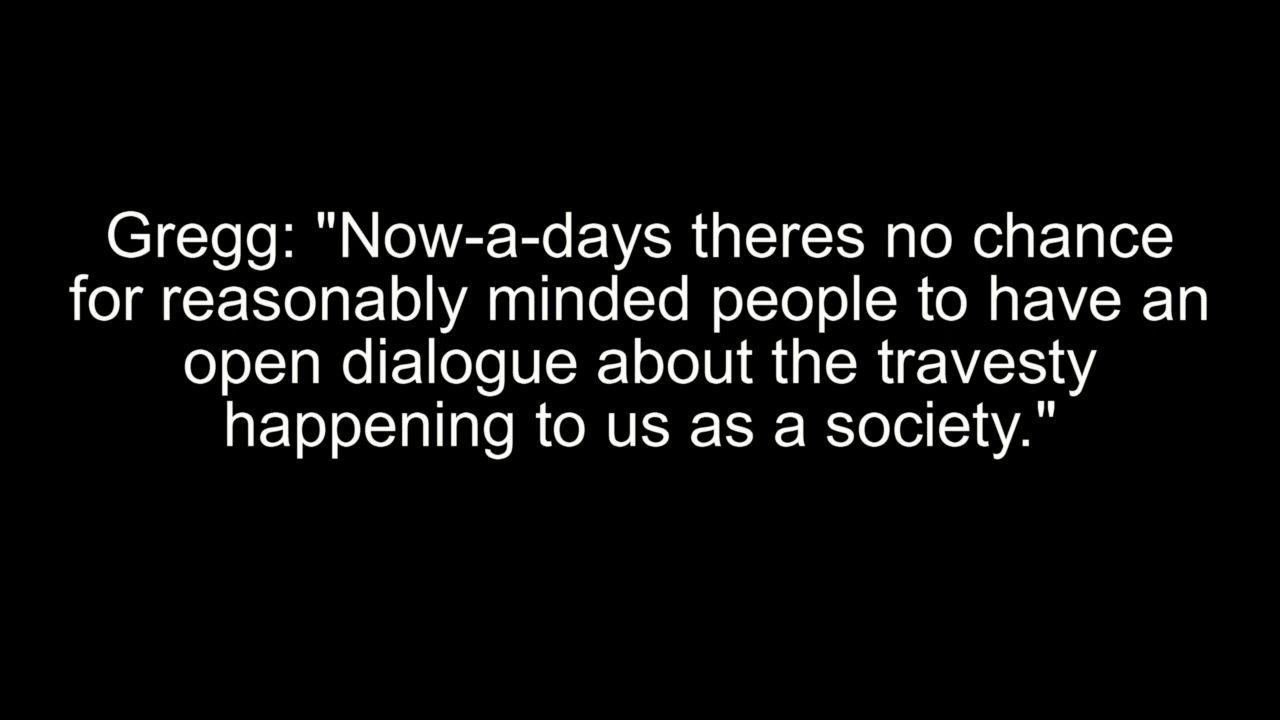 Gregg: "Now-a-days theres no chance
for reasonably minded people to have an
open dialogue about the travesty
happening to us as a society."